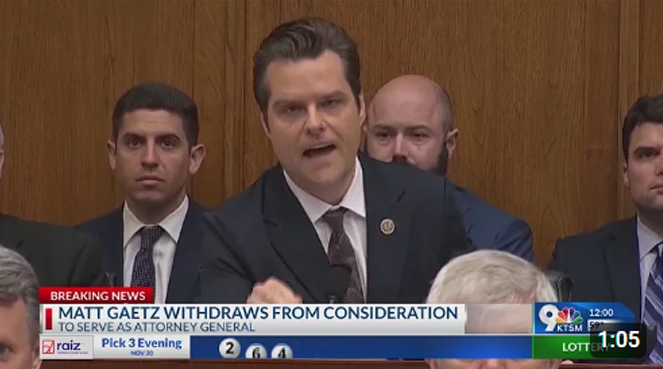 BREAKING NEWS
MATT GAETZ WITHDRAWS FROM CONSIDERATION
TO SERVE AS ATTORNEY GENERAL
9 KTSM
12:00
raiz
Pick 3 Evening
NOV 20
2 6 4
LOTTER
1:05